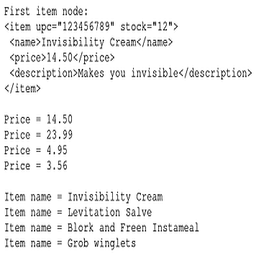 First item node:
<item upc="123456789" stock="12">
 <name>Invisibility Cream</name>
 <price>14.50</price>
 <description>Makes you invisible</description>
</item>

Price = 14.50
Price = 23.99
Price = 4.95
Price = 3.56

Item name = Invisibility Cream
Item name = Levitation Salve
Item name = Blork and Freen Instameal
Item name = Grob winglets